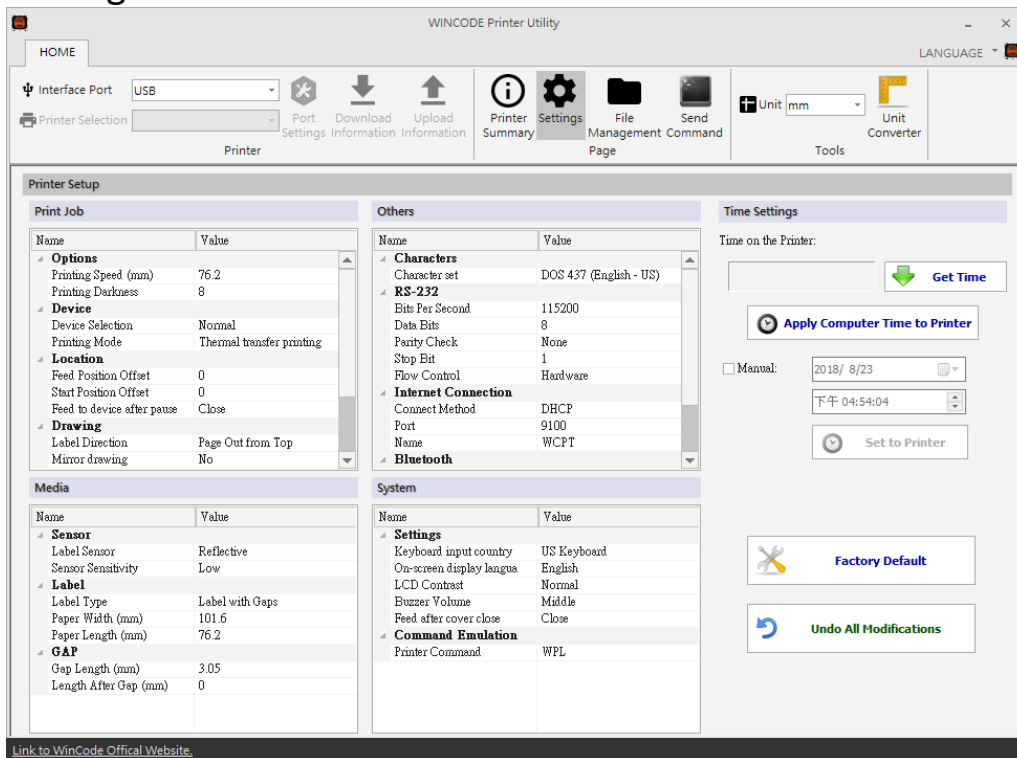 WINCODE Printer Utility
HOME
LANGUAGE
Interface Port USB
Printer Selection
Port Settings
Download Information
Upload Information
Printer
Printer Summary
Settings
File Management
Send Command
Page
Unit mm
Unit Converter
Tools
Printer Setup
Print Job
Name Value
Options
Printing Speed (mm) 76.2
Printing Darkness 8
Device
Device Selection Normal
Printing Mode Thermal transfer printing
Location
Feed Position Offset 0
Start Position Offset 0
Feed to device after pause Close
Drawing
Label Direction Page Out from Top
Mirror drawing No
Others
Name Value
Characters
Character set DOS 437 (English - US)
RS-232
Bits Per Second 115200
Data Bits 8
Parity Check None
Stop Bit 1
Flow Control Hardware
Internet Connection
Connect Method DHCP
Port 9100
Name WCPT
Bluetooth
Time Settings
Time on the Printer:
Get Time
Apply Computer Time to Printer
Manual: 2018/ 8/23
下午 04:54:04
Set to Printer
Media
Name Value
Sensor
Label Sensor Reflective
Sensor Sensitivity Low
Label
Label Type Label with Gaps
Paper Width (mm) 101.6
Paper Length (mm) 76.2
GAP
Gap Length (mm) 3.05
Length After Gap (mm) 0
System
Name Value
Settings
Keyboard input country US Keyboard
On-screen display langua English
LCD Contrast Normal
Buzzer Volume Middle
Feed after cover close Close
Command Emulation
Printer Command WPL
Factory Default
Undo All Modifications
Link to WinCode Offical Website.